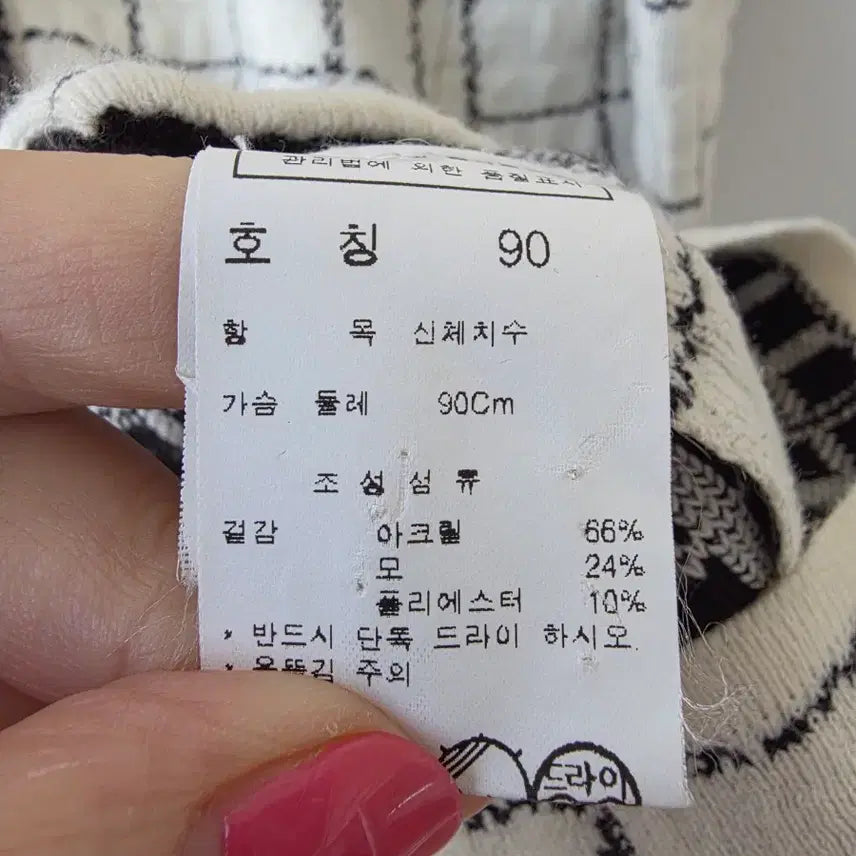 관리법에 의한 품질표시
호 칭 90
항 목 신체치수
가슴 둘레 90Cm
조 성 섬 류
겉감 아크릴 66%
모 24%
폴리에스터 10%
* 반드시 단독 드라이 하시오.
* 올뜯김 주의
드라이